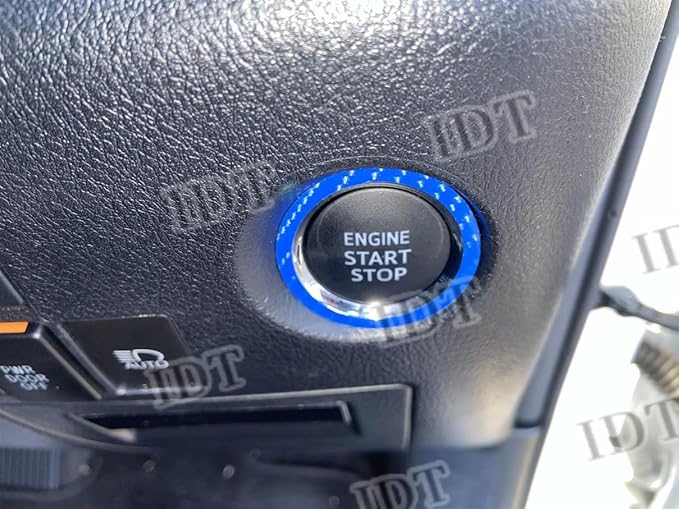 IDT
IDT
ENGINE
START
STOP
IDT
IDT
PWR
DOOR
OFF
AUTO
IDT
IDT
IDT